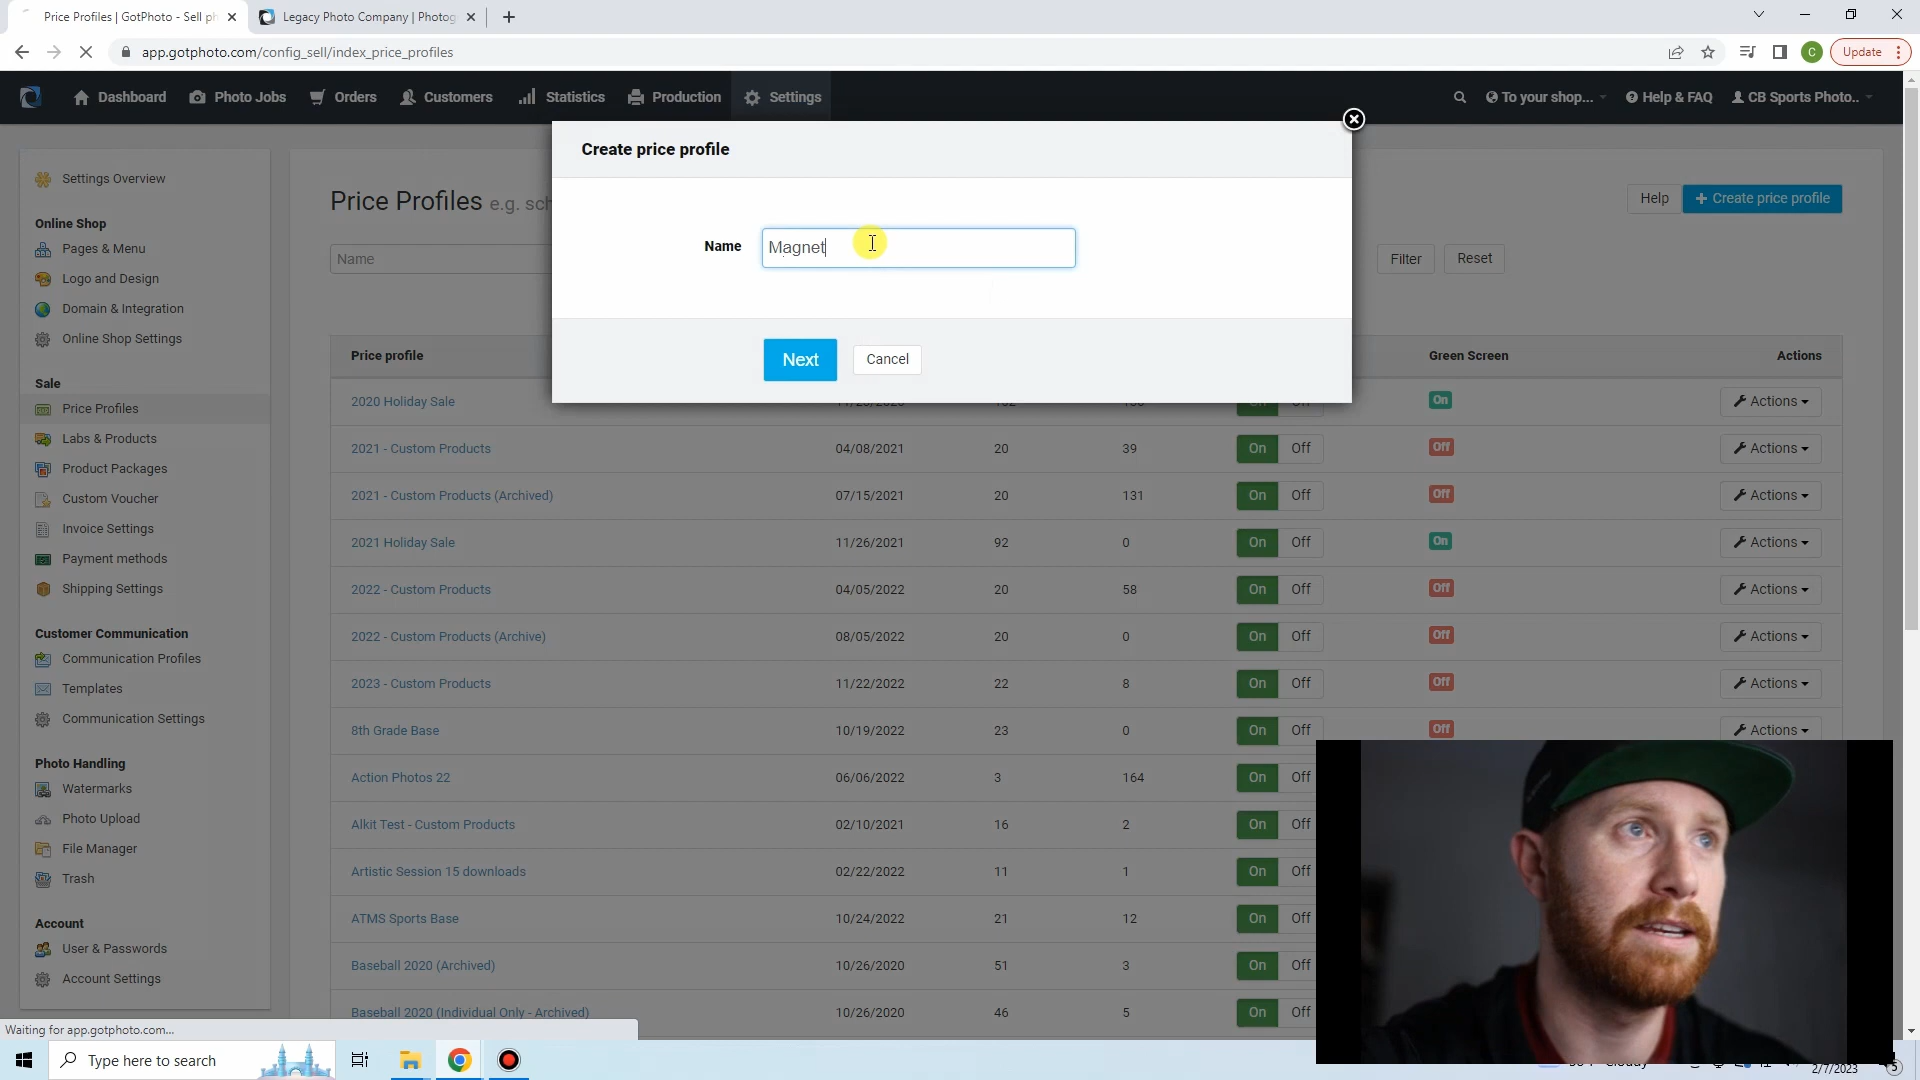 Price Profiles | GotPhoto - Sell ph
Legacy Photo Company | Photog
app.gotphoto.com/config_sell/index_price_profiles
C
Update
Dashboard
Photo Jobs
Orders
Customers
Statistics
Production
Settings
To your shop...
Help & FAQ
CB Sports Photo..
Create price profile
Name
Magnet
Next
Cancel
Settings Overview
Online Shop
Pages & Menu
Logo and Design
Domain & Integration
Online Shop Settings
Sale
Price Profiles
Labs & Products
Product Packages
Custom Voucher
Invoice Settings
Payment methods
Shipping Settings
Customer Communication
Communication Profiles
Templates
Communication Settings
Photo Handling
Watermarks
Photo Upload
File Manager
Trash
Account
User & Passwords
Account Settings
Price Profiles e.g. sch
Help
+ Create price profile
Name
Filter
Reset
Price profile Green Screen Actions
2020 Holiday Sale On Actions
2021 - Custom Products 04/08/2021 20 39 On Off Off Actions
2021 - Custom Products (Archived) 07/15/2021 20 131 On Off Off Actions
2021 Holiday Sale 11/26/2021 92 0 On Off On Actions
2022 - Custom Products 04/05/2022 20 58 On Off Off Actions
2022 - Custom Products (Archive) 08/05/2022 20 0 On Off Off Actions
2023 - Custom Products 11/22/2022 22 8 On Off Off Actions
8th Grade Base 10/19/2022 23 0 On Off Off Actions
Action Photos 22 06/06/2022 3 164 On Off
Alkit Test - Custom Products 02/10/2021 16 2 On Off
Artistic Session 15 downloads 02/22/2022 11 1 On Off
ATMS Sports Base 10/24/2022 21 12 On Off
Baseball 2020 (Archived) 10/26/2020 51 3 On Off
Baseball 2020 (Individual Only - Archived) 10/26/2020 46 5 On Off
Waiting for app.gotphoto.com...
Type here to search
2/7/2023
5